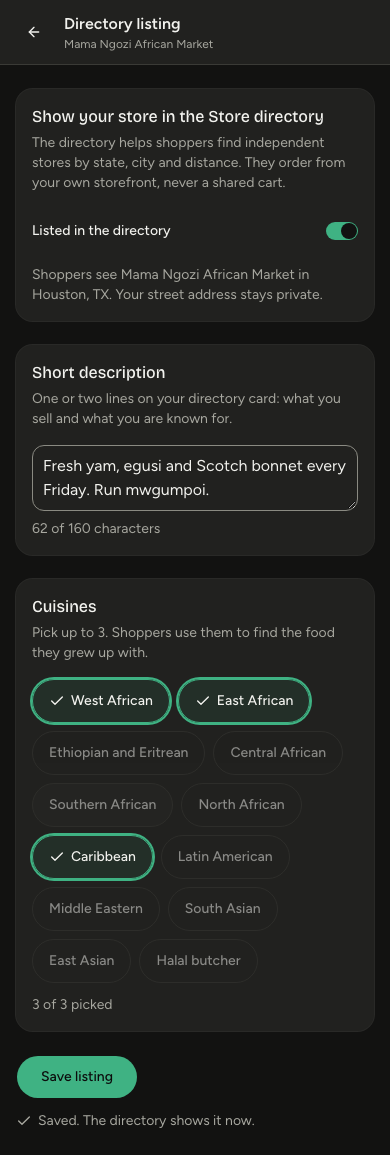 Directory listing
Mama Ngozi African Market
Show your store in the Store directory
The directory helps shoppers find independent
stores by state, city and distance. They order from
your own storefront, never a shared cart.
Listed in the directory
Shoppers see Mama Ngozi African Market in
Houston, TX. Your street address stays private.
Short description
One or two lines on your directory card: what you
sell and what you are known for.
Fresh yam, egusi and Scotch bonnet every
Friday. Run mwgumpoi.
62 of 160 characters
Cuisines
Pick up to 3. Shoppers use them to find the food
they grew up with.
West African East African
Ethiopian and Eritrean Central African
Southern African North African
Caribbean Latin American
Middle Eastern South Asian
East Asian Halal butcher
3 of 3 picked
Save listing
Saved. The directory shows it now.